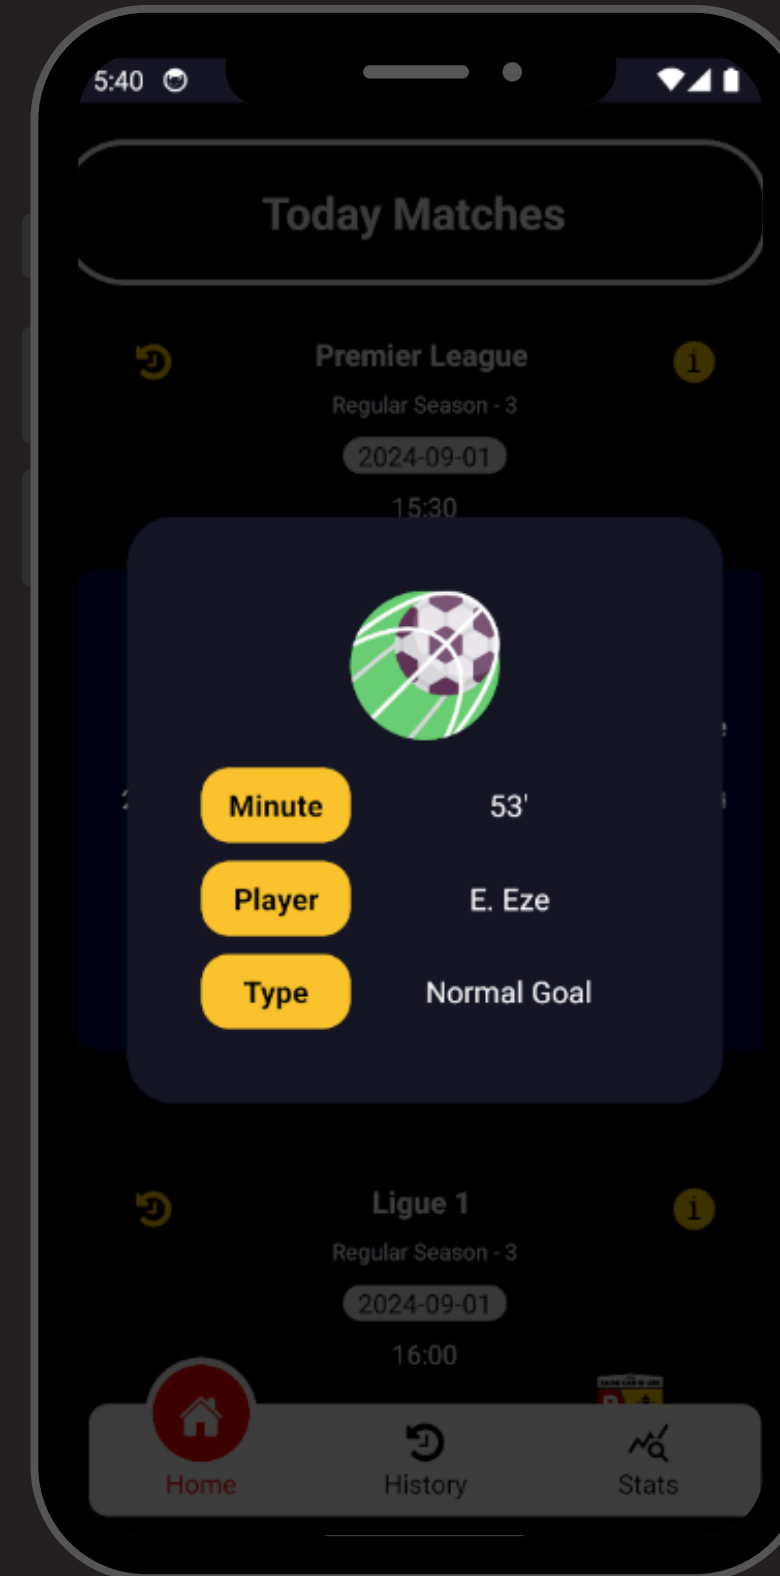 5:40
Today Matches
Premier League
Regular Season - 3
2024-09-01
15:30
Minute 53'
Player E. Eze
Type Normal Goal
Ligue 1
Regular Season - 3
2024-09-01
16:00
Home History Stats